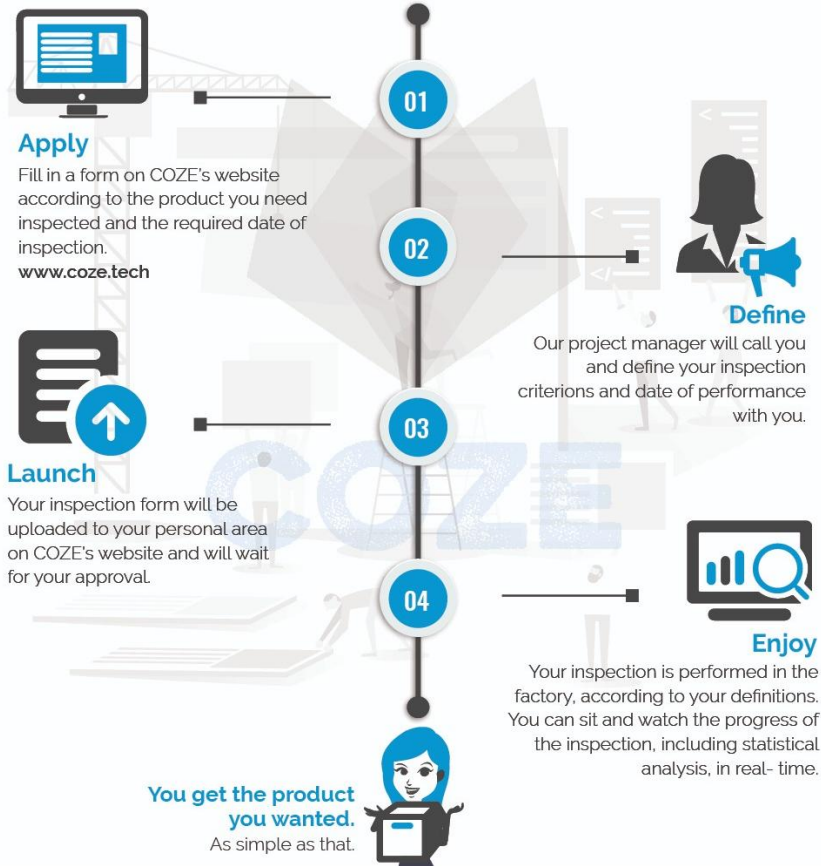 01
Apply
Fill in a form on COZE's website
according to the product you need
inspected and the required date of
inspection.
www.coze.tech
02
Define
Our project manager will call you
and define your inspection
criterions and date of performance
with you.
03
Launch
Your inspection form will be
uploaded to your personal area
on COZE's website and will wait
for your approval.
COZE
04
Enjoy
Your inspection is performed in the
factory, according to your definitions.
You can sit and watch the progress of
the inspection, including statistical
analysis, in real- time.
You get the product
you wanted.
As simple as that.